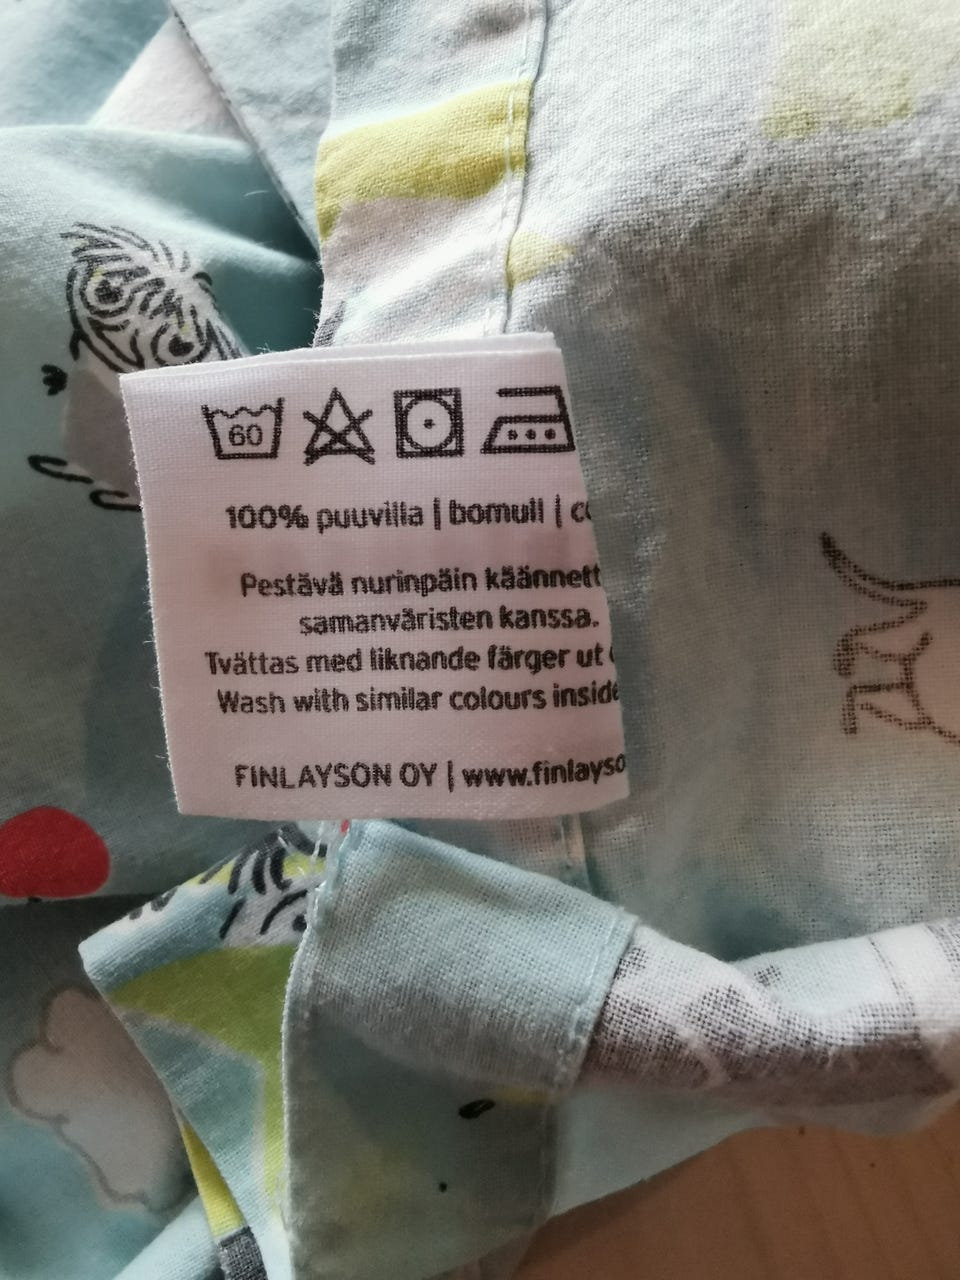 60
100% puuvilla | bomull |
Pestävä nurinpäin käännett
samanväristen kanssa.
Tvättas med liknande färger ut
Wash with similar colours inside
FINLAYSON OY | www.finlayso